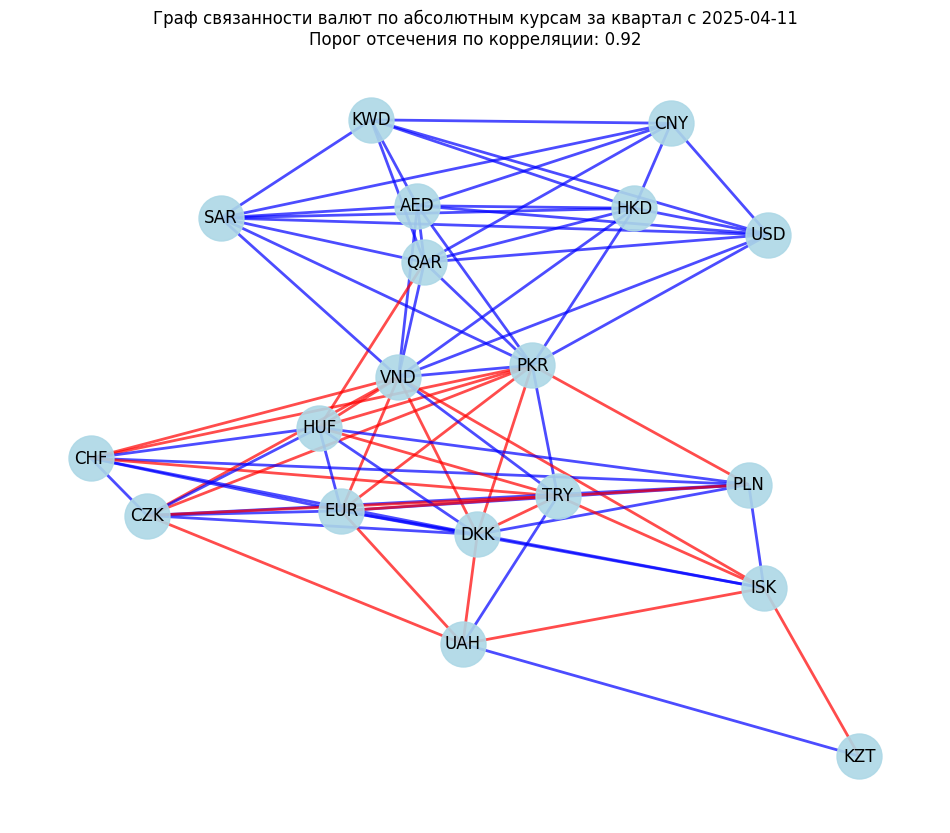 Граф связанности валют по абсолютным курсам за квартал с 2025-04-11
Порог отсечения по корреляции: 0.92
KWD
CNY
SAR
AED
HKD
USD
QAR
PKR
VND
HUF
CHF
PLN
TRY
EUR
CZK
DKK
ISK
UAH
KZT